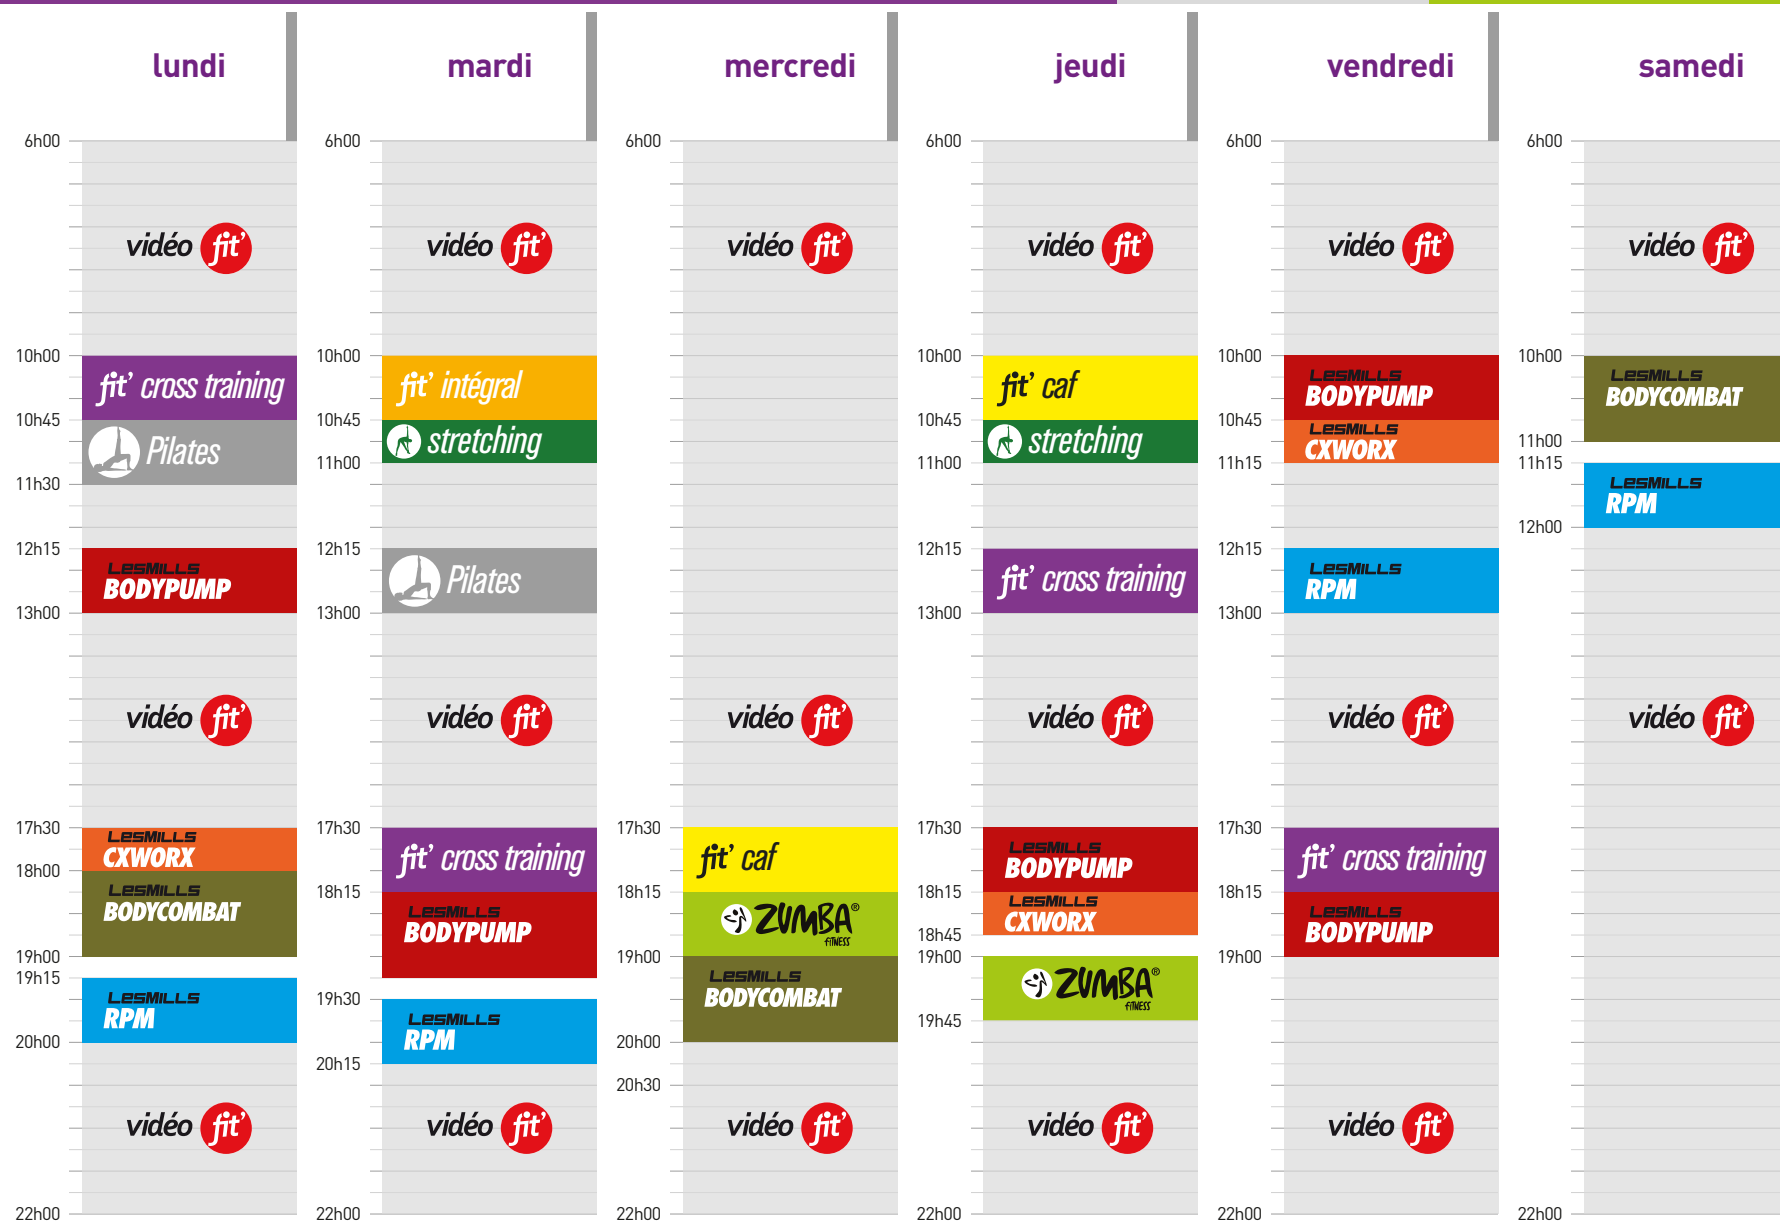 lundi
6h00
vidéo fit'
10h00
fit' cross training
10h45
Pilates
11h30
12h15
LESMILLS
BODYPUMP
13h00
vidéo fit'
17h30
LESMILLS
CXWORX
18h00
LESMILLS
BODYCOMBAT
19h00
19h15
LESMILLS
RPM
20h00
vidéo fit'
22h00
mardi
6h00
vidéo fit'
10h00
fit' intégral
10h45
stretching
11h00
12h15
Pilates
13h00
vidéo fit'
17h30
fit' cross training
18h15
LESMILLS
BODYPUMP
19h30
LESMILLS
RPM
20h15
vidéo fit'
22h00
mercredi
6h00
vidéo fit'
vidéo fit'
17h30
fit' caf
18h15
ZUMBA®
FITNESS
19h00
LESMILLS
BODYCOMBAT
20h00
20h30
vidéo fit'
22h00
jeudi
6h00
vidéo fit'
10h00
fit' caf
10h45
stretching
11h00
12h15
fit' cross training
13h00
vidéo fit'
17h30
LESMILLS
BODYPUMP
18h15
LESMILLS
CXWORX
18h45
19h00
ZUMBA®
FITNESS
19h45
vidéo fit'
22h00
vendredi
6h00
vidéo fit'
10h00
LESMILLS
BODYPUMP
10h45
LESMILLS
CXWORX
11h15
12h15
LESMILLS
RPM
13h00
vidéo fit'
17h30
fit' cross training
18h15
LESMILLS
BODYPUMP
19h00
vidéo fit'
22h00
samedi
6h00
vidéo fit'
10h00
LESMILLS
BODYCOMBAT
11h00
11h15
LESMILLS
RPM
12h00
vidéo fit'
22h00